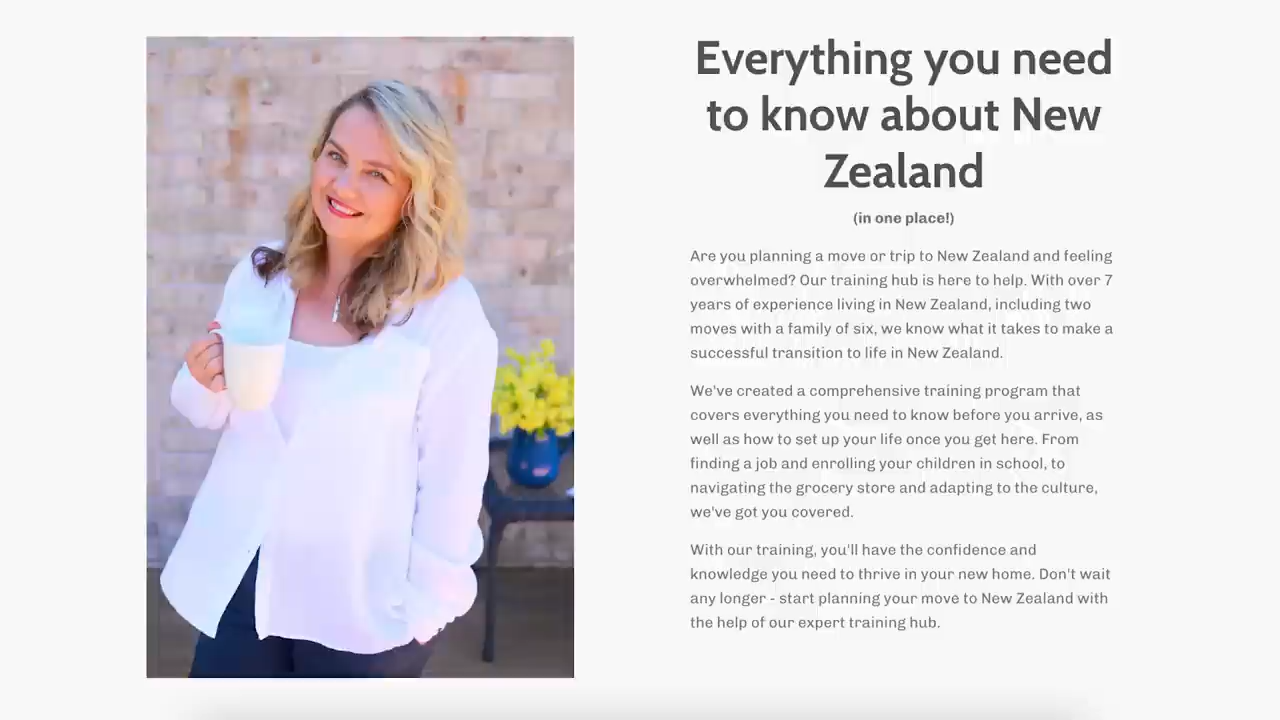 Everything you need
to know about New
Zealand
(in one place!)
Are you planning a move or trip to New Zealand and feeling
overwhelmed? Our training hub is here to help. With over 7
years of experience living in New Zealand, including two
moves with a family of six, we know what it takes to make a
successful transition to life in New Zealand.
We've created a comprehensive training program that
covers everything you need to know before you arrive, as
well as how to set up your life once you get here. From
finding a job and enrolling your children in school, to
navigating the grocery store and adapting to the culture,
we've got you covered.
With our training, you'll have the confidence and
knowledge you need to thrive in your new home. Don't wait
any longer - start planning your move to New Zealand with
the help of our expert training hub.